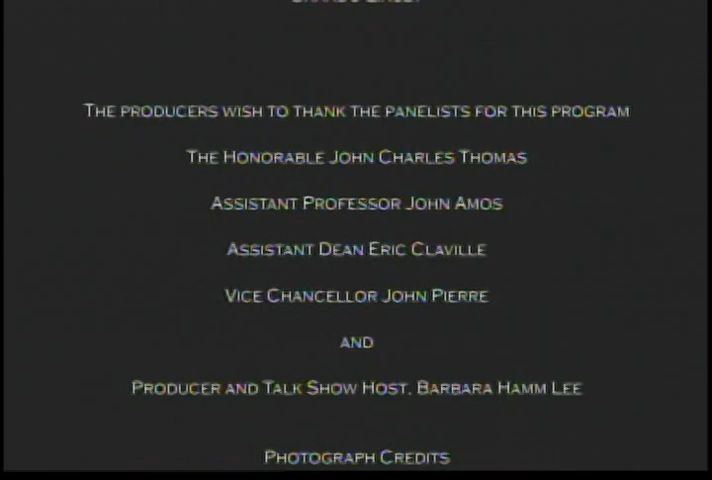 THE PRODUCERS WISH TO THANK THE PANELISTS FOR THIS PROGRAM
THE HONORABLE JOHN CHARLES THOMAS
ASSISTANT PROFESSOR JOHN AMOS
ASSISTANT DEAN ERIC CLAVILLE
VICE CHANCELLOR JOHN PIERRE
AND
PRODUCER AND TALK SHOW HOST, BARBARA HAMM LEE
PHOTOGRAPH CREDITS